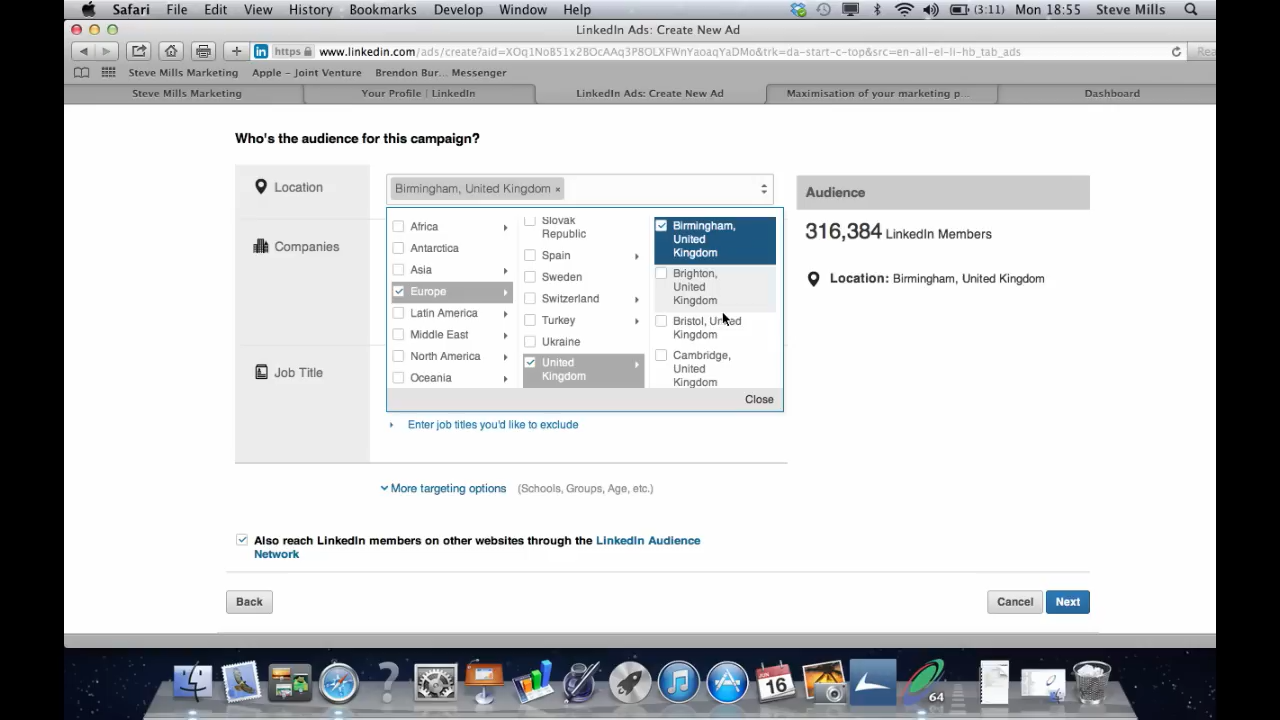 Safari File Edit View History Bookmarks Develop Window Help (3:11) Mon 18:55 Steve Mills
LinkedIn Ads: Create New Ad
https www.linkedin.com/ads/create?aid=XOq1NoB51x2BOcAAq3P8OLXFWnYaoaqYaDMo&trk=da-start-c-top&src=en-all-el-li-hb_tab_ads
Steve Mills Marketing Apple – Joint Venture Brendon Bur... Messenger
Steve Mills Marketing Your Profile | LinkedIn LinkedIn Ads: Create New Ad Maximisation of your marketing p... Dashboard
Who's the audience for this campaign?
Location
Birmingham, United Kingdom ×
Companies
Job Title
Africa
Antarctica
Asia
Europe
Latin America
Middle East
North America
Oceania
Slovak
Republic
Spain
Sweden
Switzerland
Turkey
Ukraine
United
Kingdom
Birmingham,
United
Kingdom
Brighton,
United
Kingdom
Bristol, United
Kingdom
Cambridge,
United
Kingdom
Close
Enter job titles you'd like to exclude
More targeting options (Schools, Groups, Age, etc.)
Also reach LinkedIn members on other websites through the LinkedIn Audience
Network
Audience
316,384 LinkedIn Members
Location: Birmingham, United Kingdom
Back Cancel Next
JUN
16
64